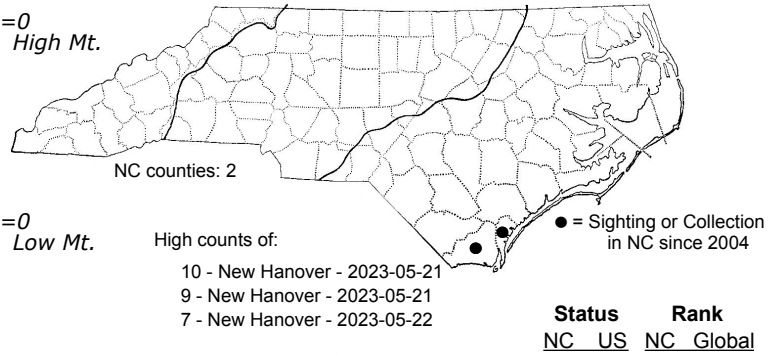 =0
High Mt.
NC counties: 2
=0
Low Mt.
High counts of:
10 - New Hanover - 2023-05-21
9 - New Hanover - 2023-05-21
7 - New Hanover - 2023-05-22
● = Sighting or Collection
in NC since 2004
Status Rank
NC US NC Global